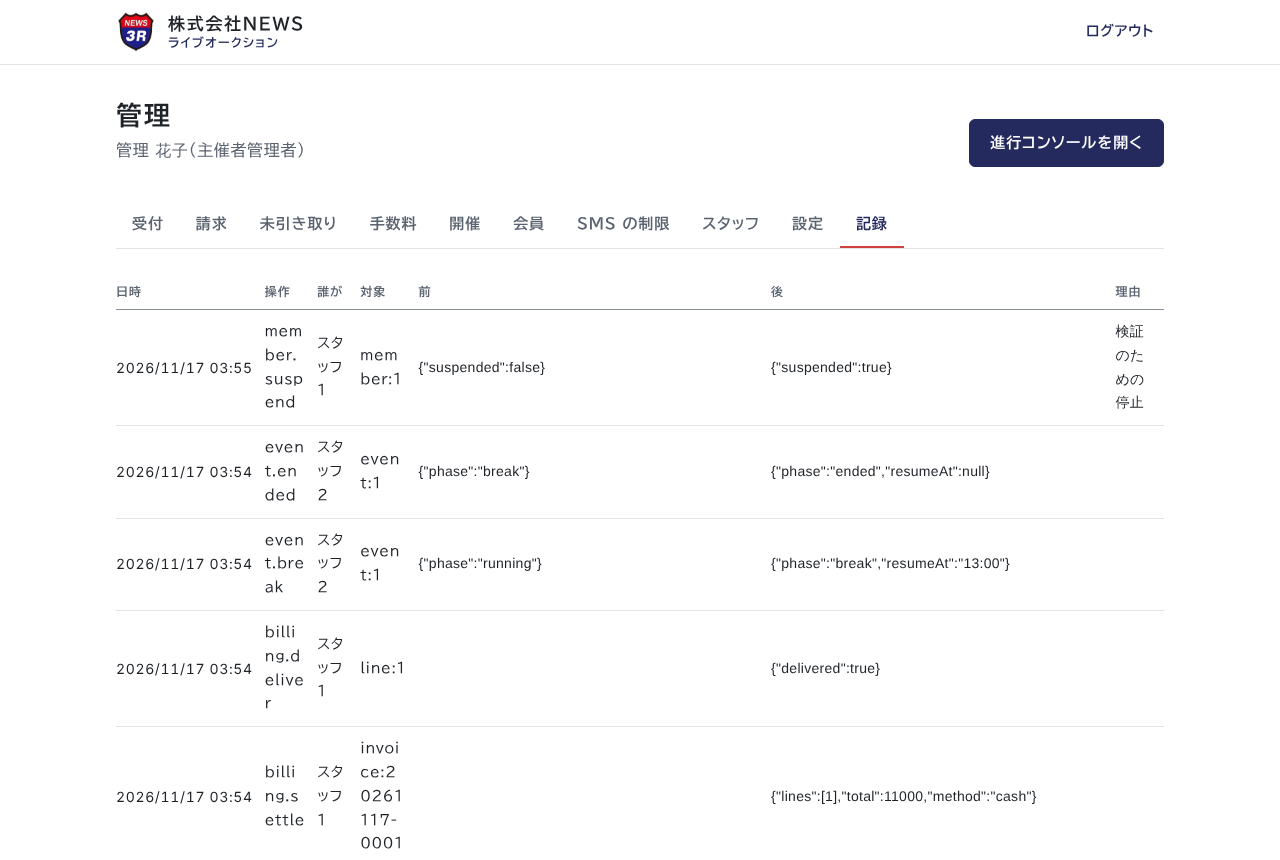 NEWS
3R
株式会社NEWS
ライブオークション
ログアウト
管理
管理 花子（主催者管理者）
進行コンソールを開く
受付 請求 未引き取り 手数料 開催 会員 SMS の制限 スタッフ 設定 記録
日時 操作 誰が 対象 前 後 理由
2026/11/17 03:55
mem
ber.
susp
end
スタ
ッフ
1
mem
ber:1
{"suspended":false}
{"suspended":true}
検証
のた
めの
停止
2026/11/17 03:54
even
t.en
ded
スタ
ッフ
2
even
t:1
{"phase":"break"}
{"phase":"ended","resumeAt":null}
2026/11/17 03:54
even
t.bre
ak
スタ
ッフ
2
even
t:1
{"phase":"running"}
{"phase":"break","resumeAt":"13:00"}
2026/11/17 03:54
billi
ng.d
elive
r
スタ
ッフ
1
line:1
{"delivered":true}
2026/11/17 03:54
billi
ng.s
ettle
スタ
ッフ
1
invoi
ce:2
0261
117-
0001
{"lines":[1],"total":11000,"method":"cash"}